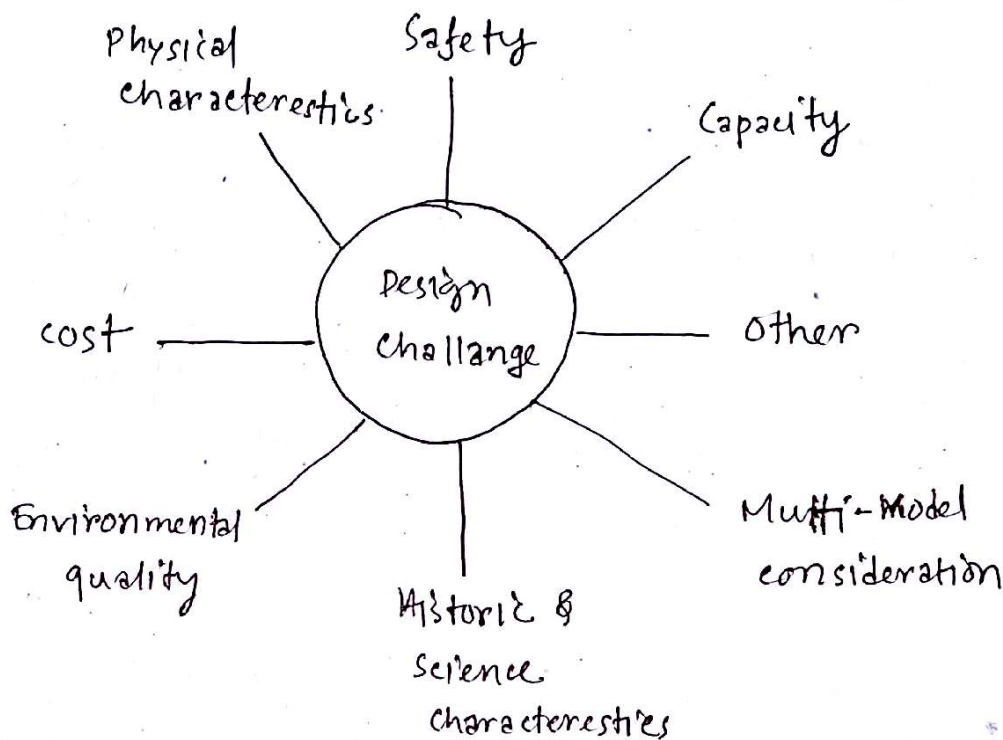 Physical
characterestics
Safety
Capacity
Design
Challange
cost
Other
Environmental
quality
Multi-Model
consideration
Historic &
Science
Characterestics